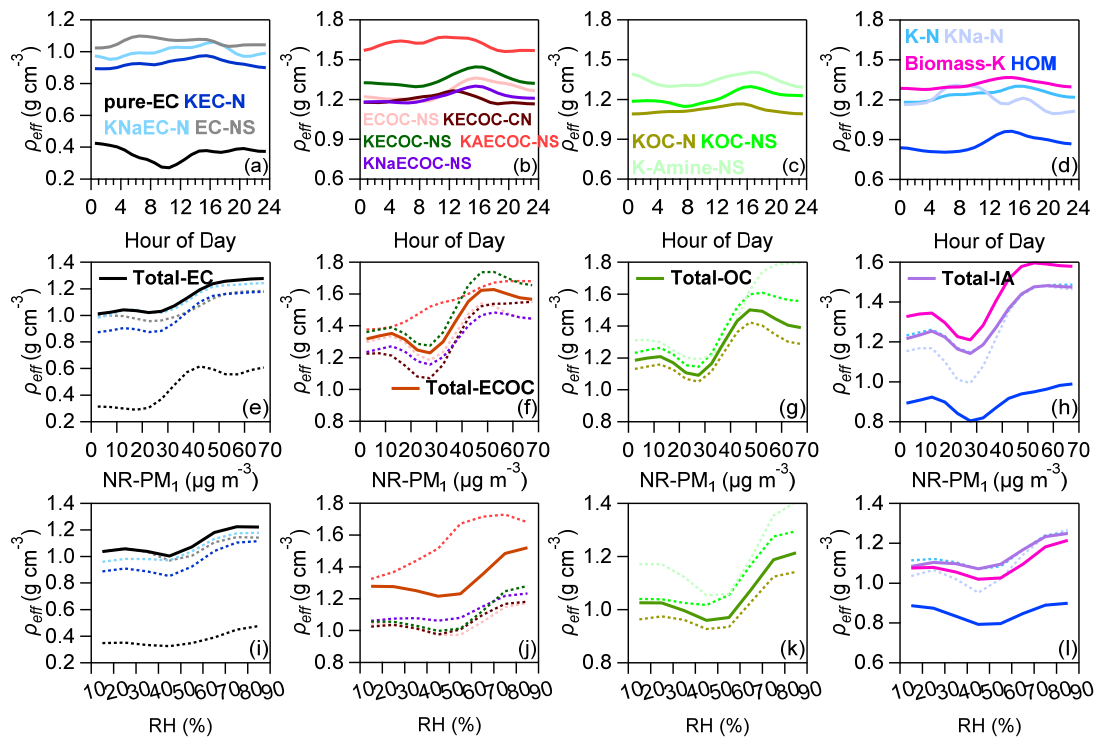 ρeff (g cm⁻³)
1.2
1.0
0.8
0.6
0.4
0.2
pure-EC KEC-N
KNaEC-N EC-NS
(a)
0 4 8 12 16 20 24
Hour of Day
ρeff (g cm⁻³)
1.8
1.5
1.2
0.9
0.6
ECOC-NS KECOC-CN
KECOC-NS KAECOC-NS
KNaECOC-NS
(b)
0 4 8 12 16 20 24
Hour of Day
ρeff (g cm⁻³)
1.8
1.5
1.2
0.9
0.6
KOC-N KOC-NS
K-Amine-NS
(c)
0 4 8 12 16 20 24
Hour of Day
ρeff (g cm⁻³)
1.6
1.4
1.2
1.0
0.8
0.6
K-N KNa-N
Biomass-K HOM
(d)
0 4 8 12 16 20 24
Hour of Day
ρeff (g cm⁻³)
1.4
1.2
1.0
0.8
0.6
0.4
0.2
Total-EC
(e)
0 10 20 30 40 50 60 70
NR-PM₁ (µg m⁻³)
ρeff (g cm⁻³)
1.8
1.6
1.4
1.2
1.0
0.8
Total-ECOC
(f)
0 10 20 30 40 50 60 70
NR-PM₁ (µg m⁻³)
ρeff (g cm⁻³)
1.8
1.6
1.4
1.2
1.0
0.8
Total-OC
(g)
0 10 20 30 40 50 60 70
NR-PM₁ (µg m⁻³)
ρeff (g cm⁻³)
1.6
1.4
1.2
1.0
0.8
Total-IA
(h)
0 10 20 30 40 50 60 70
NR-PM₁ (µg m⁻³)
ρeff (g cm⁻³)
1.4
1.2
1.0
0.8
0.6
0.4
0.2
(i)
10 20 30 40 50 60 70 80 90
RH (%)
ρeff (g cm⁻³)
1.8
1.6
1.4
1.2
1.0
0.8
(j)
10 20 30 40 50 60 70 80 90
RH (%)
ρeff (g cm⁻³)
1.4
1.2
1.0
0.8
(k)
10 20 30 40 50 60 70 80 90
RH (%)
ρeff (g cm⁻³)
1.4
1.2
1.0
0.8
0.6
(l)
10 20 30 40 50 60 70 80 90
RH (%)